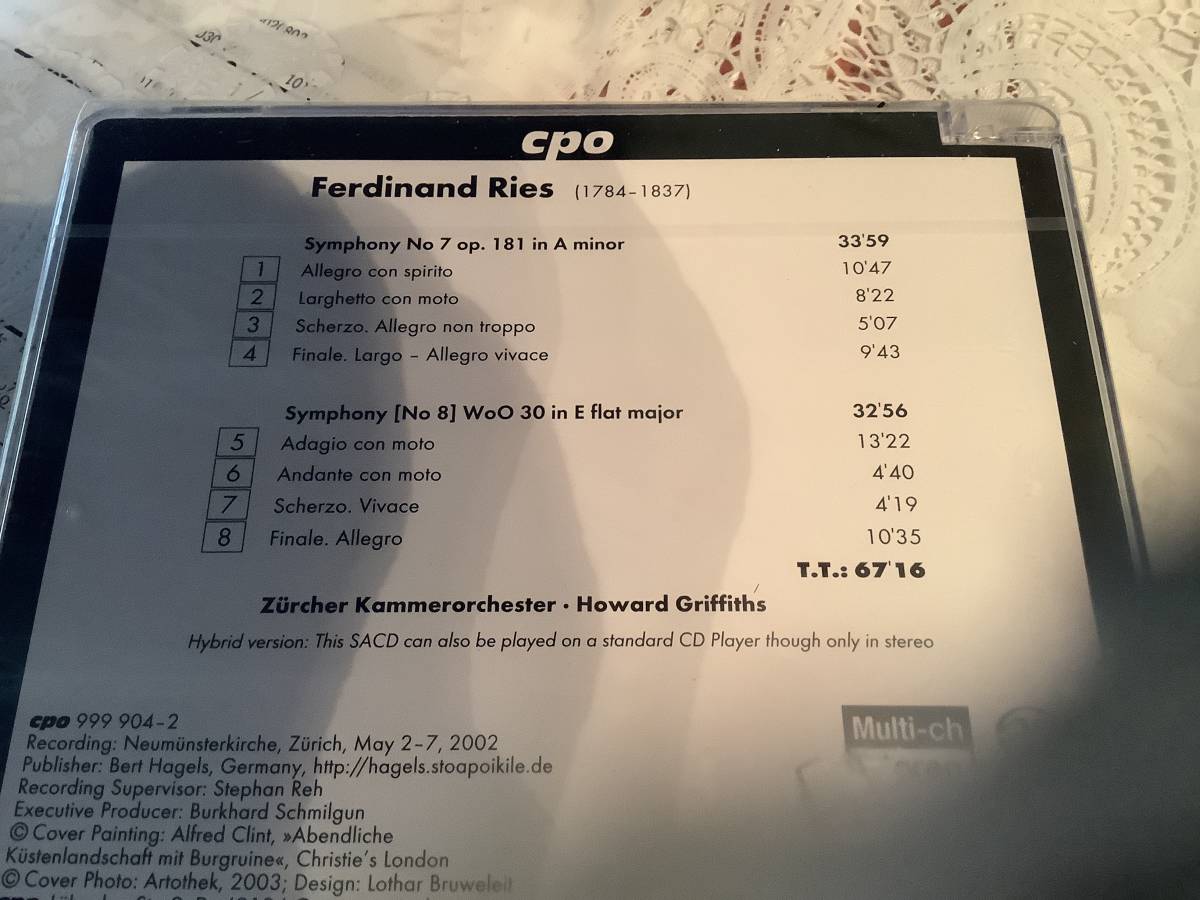 cpo
Ferdinand Ries (1784–1837)
Symphony No 7 op. 181 in A minor 33'59
1 Allegro con spirito 10'47
2 Larghetto con moto 8'22
3 Scherzo. Allegro non troppo 5'07
4 Finale. Largo – Allegro vivace 9'43
Symphony [No 8] WoO 30 in E flat major 32'56
5 Adagio con moto 13'22
6 Andante con moto 4'40
7 Scherzo. Vivace 4'19
8 Finale. Allegro 10'35
T.T.: 67'16
Zürcher Kammerorchester · Howard Griffiths
Hybrid version: This SACD can also be played on a standard CD Player though only in stereo
cpo 999 904–2
Recording: Neumünsterkirche, Zürich, May 2–7, 2002
Publisher: Bert Hagels, Germany, http://hagels.stoapoikile.de
Recording Supervisor: Stephan Reh
Executive Producer: Burkhard Schmilgun
© Cover Painting: Alfred Clint, »Abendliche
Küstenlandschaft mit Burgruine«, Christie's London
© Cover Photo: Artothek, 2003; Design: Lothar Bruweleit
Multi-ch